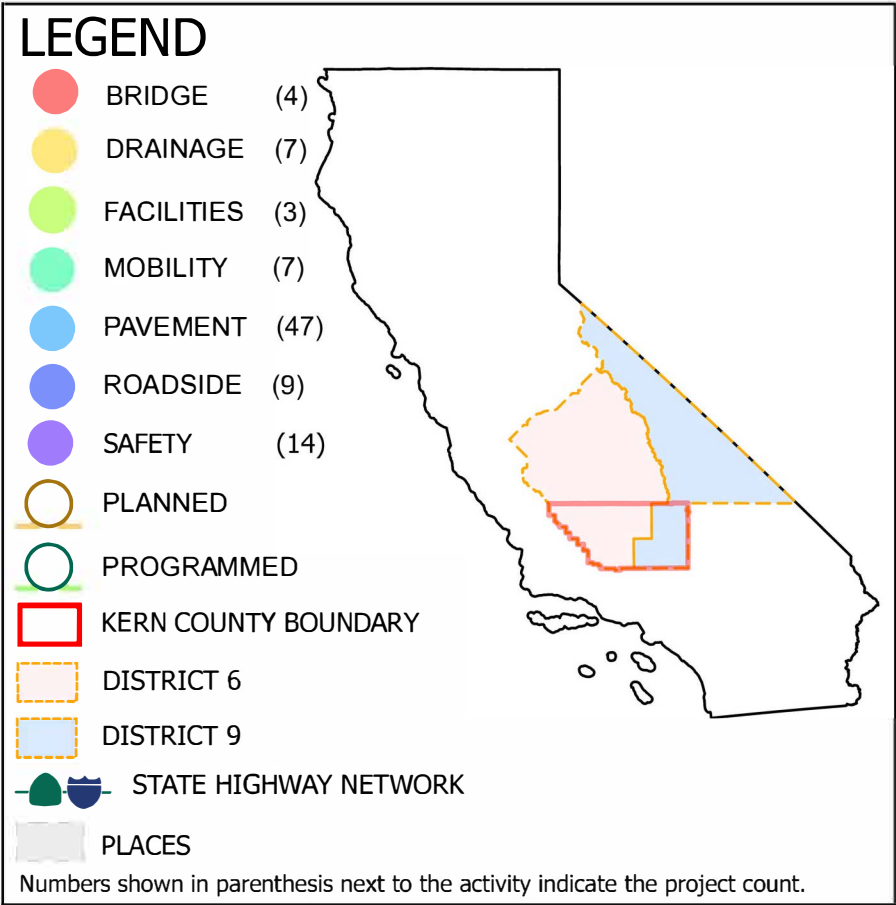 LEGEND
BRIDGE (4)
DRAINAGE (7)
FACILITIES (3)
MOBILITY (7)
PAVEMENT (47)
ROADSIDE (9)
SAFETY (14)
PLANNED
PROGRAMMED
KERN COUNTY BOUNDARY
DISTRICT 6
DISTRICT 9
STATE HIGHWAY NETWORK
PLACES
Numbers shown in parenthesis next to the activity indicate the project count.